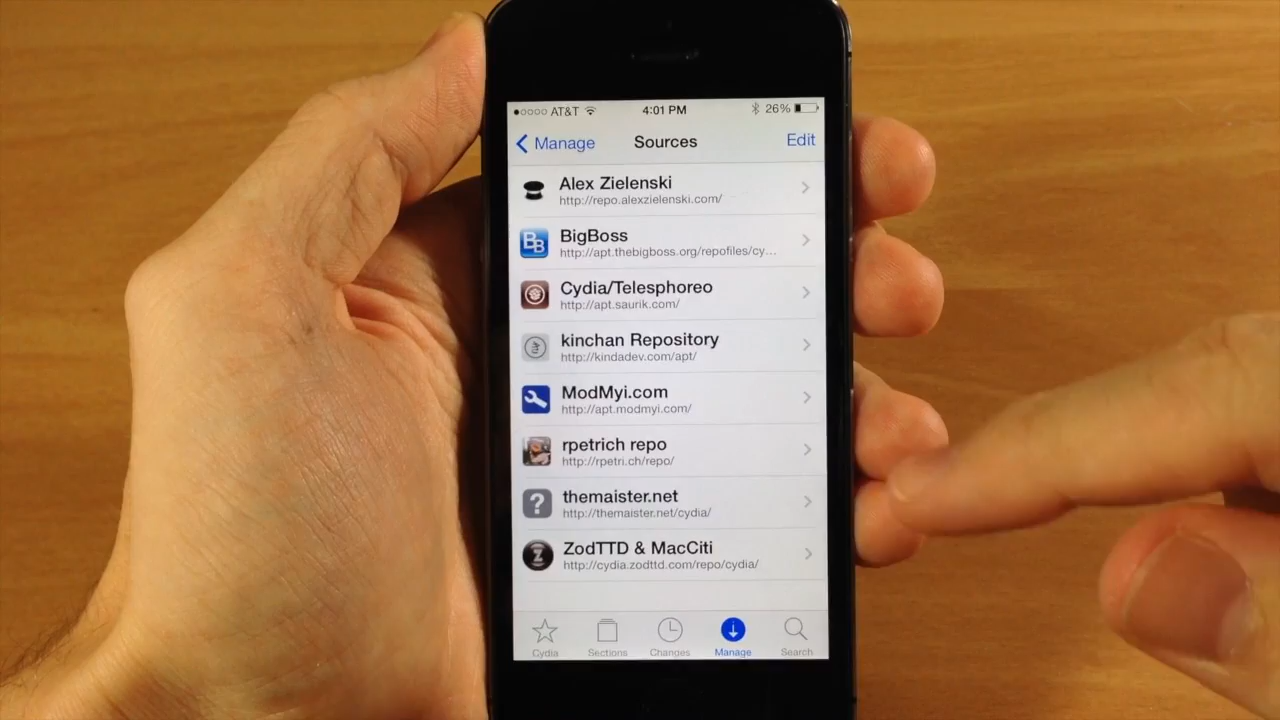 AT&T 4:01 PM 26%
Manage Sources Edit
Alex Zielenski
http://repo.alexzielenski.com/
BB BigBoss
http://apt.thebigboss.org/repofiles/cy...
Cydia/Telesphoreo
http://apt.saurik.com/
kinchan Repository
http://kindadev.com/apt/
ModMyi.com
http://apt.modmyi.com/
rpetrich repo
http://rpetri.ch/repo/
? themaister.net
http://themaister.net/cydia/
Z ZodTTD & MacCiti
http://cydia.zodttd.com/repo/cydia/
Cydia Sections Changes Manage Search